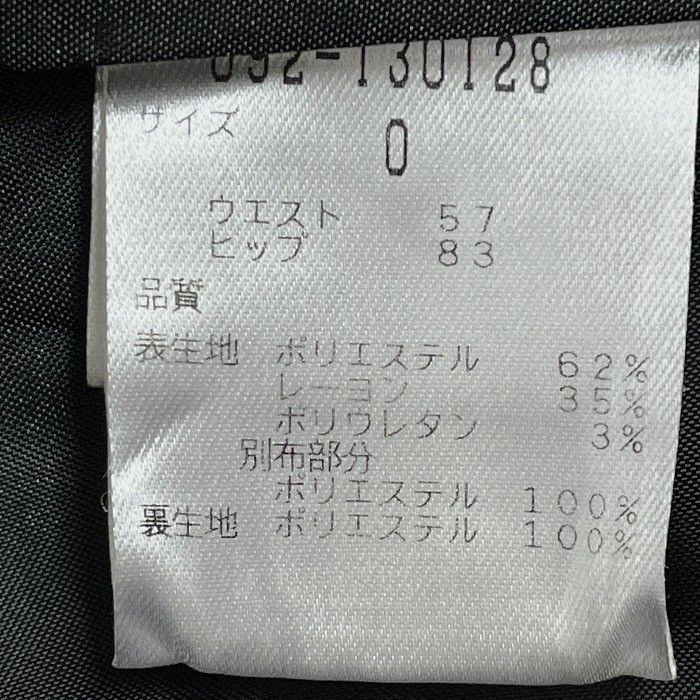 092-130128
サイズ
0
ウエスト 57
ヒップ 83
品質
表生地 ポリエステル 62%
レーヨン 35%
ポリウレタン 3%
別布部分
ポリエステル 100%
裏生地 ポリエステル 100%